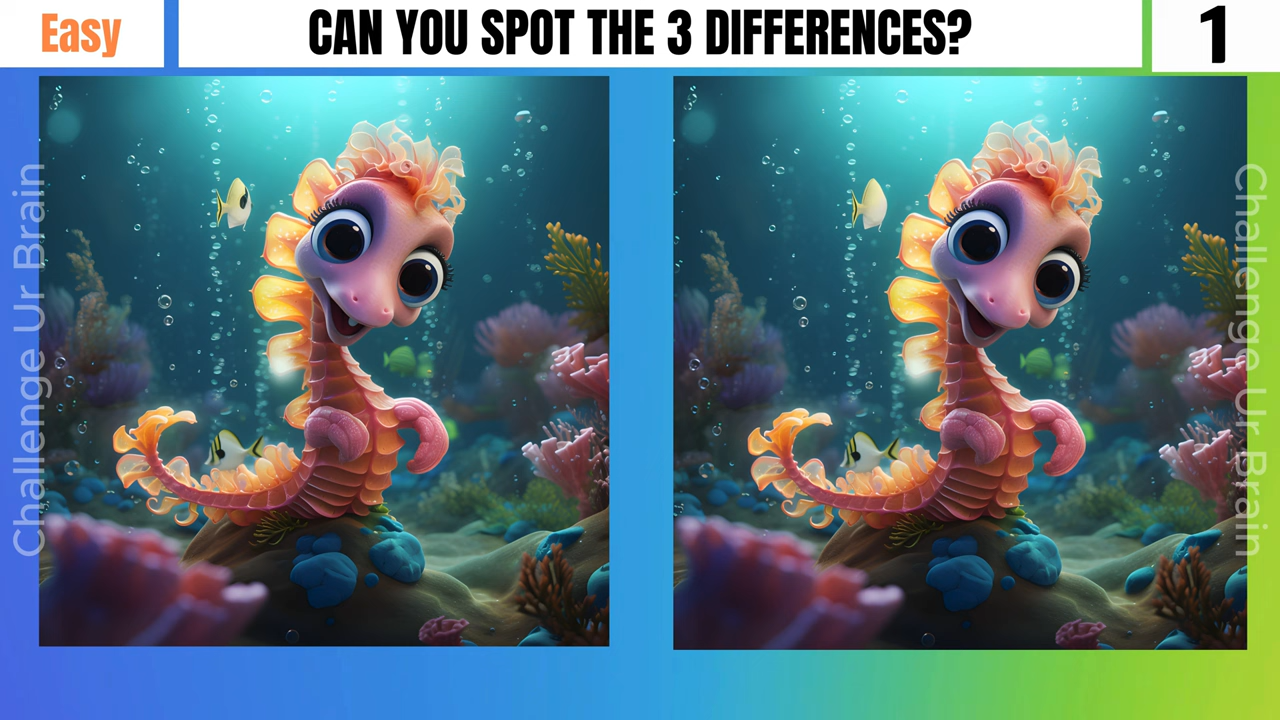 Easy
CAN YOU SPOT THE 3 DIFFERENCES?
1
Challenge Ur Brain
Challenge Ur Brain